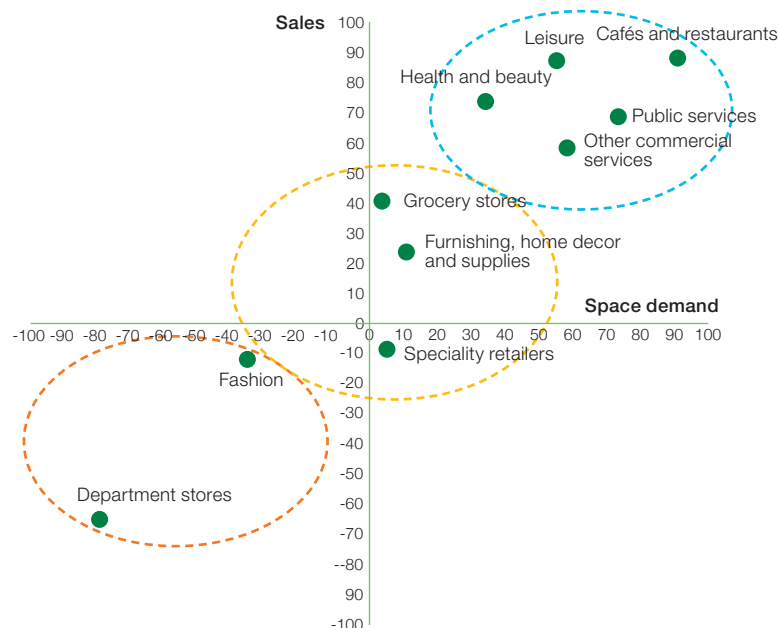 Sales
100
Cafés and restaurants
Leisure
90
80
Health and beauty
70
Public services
60
Other commercial
services
50
40
Grocery stores
30
Furnishing, home decor
and supplies
20
10
Space demand
0
-100 -90 -80 -70 -60 -50 -40 -30 -20 -10 0 10 20 30 40 50 60 70 80 90 100
-10
Speciality retailers
Fashion
-20
-30
-40
-50
Department stores
-60
-70
--80
90
-100